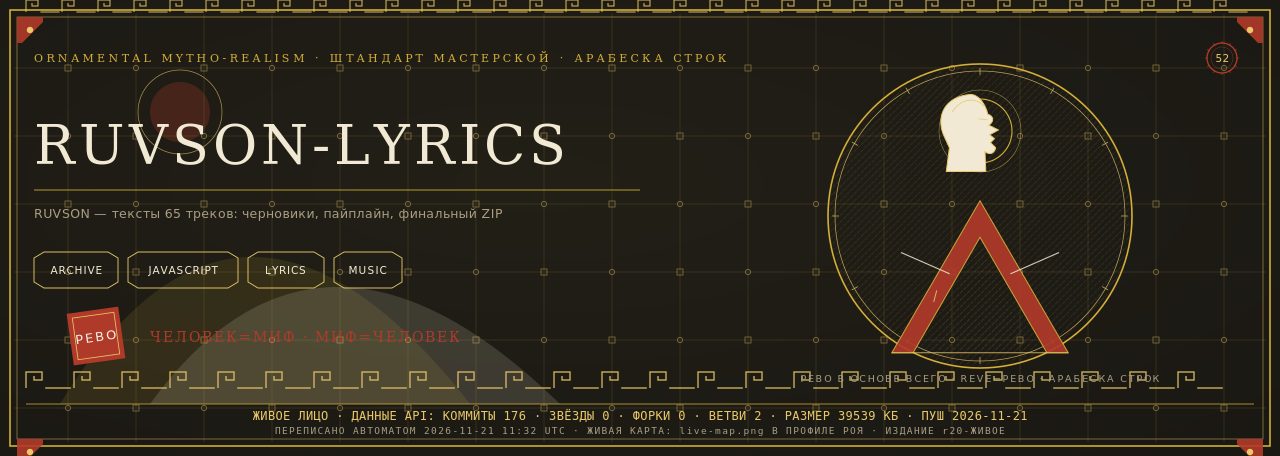 ORNAMENTAL MYTHO-REALISM · ШТАНДАРТ МАСТЕРСКОЙ · АРАБЕСКА СТРОК
52
RUVSON-LYRICS
RUVSON — тексты 65 треков: черновики, пайплайн, финальный ZIP
ARCHIVE JAVASCRIPT LYRICS MUSIC
РЕВО
ЧЕЛОВЕК=МИФ · МИФ=ЧЕЛОВЕК
РЕВО В ОСНОВЕ ВСЕГО · REVE=РЕВО · АРАБЕСКА СТРОК
ЖИВОЕ ЛИЦО · ДАННЫЕ API: КОММИТЫ 176 · ЗВЁЗДЫ 0 · ФОРКИ 0 · ВЕТВИ 2 · РАЗМЕР 39539 КБ · ПУШ 2026-11-21
ПЕРЕПИСАНО АВТОМАТОМ 2026-11-21 11:32 UTC · ЖИВАЯ КАРТА: live-map.png В ПРОФИЛЕ РОЯ · ИЗДАНИЕ r20-ЖИВОЕ